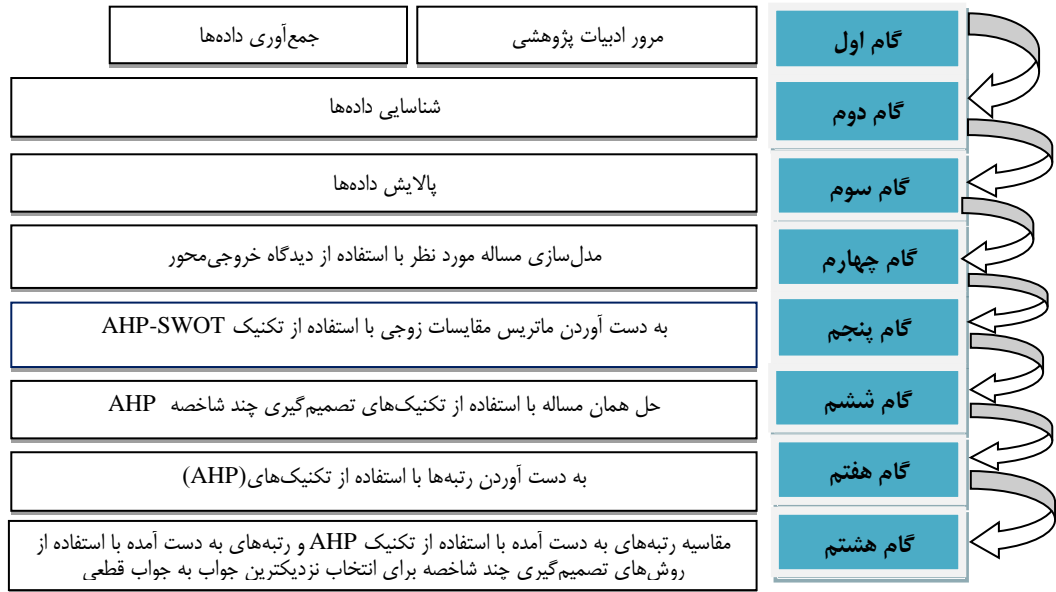 گام اول
مرور ادبیات پژوهشی
جمع‌آوری داده‌ها
گام دوم
شناسایی داده‌ها
گام سوم
پالایش داده‌ها
گام چهارم
مدل‌سازی مساله مورد نظر با استفاده از دیدگاه خروجی‌محور
گام پنجم
به دست آوردن ماتریس مقایسات زوجی با استفاده از تکنیک AHP-SWOT
گام ششم
حل همان مساله با استفاده از تکنیک‌های تصمیم‌گیری چند شاخصه AHP
گام هفتم
به دست آوردن رتبه‌ها با استفاده از تکنیک‌های(AHP)
گام هشتم
مقاسیه رتبه‌های به دست آمده با استفاده از تکنیک AHP و رتبه‌های به دست آمده با استفاده از
روش‌های تصمیم‌گیری چند شاخصه برای انتخاب نزدیکترین جواب به جواب قطعی